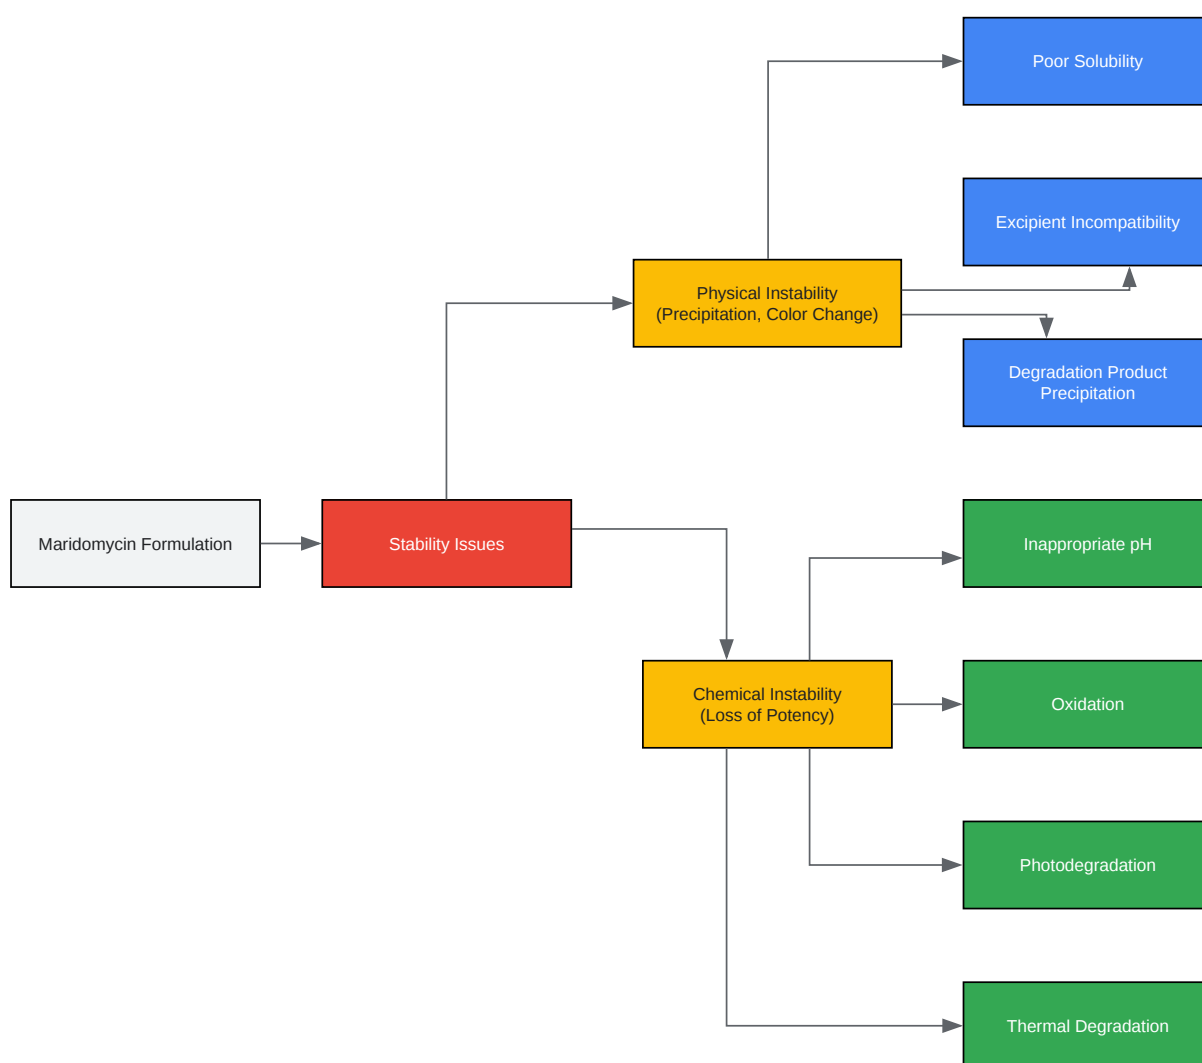 Poor Solubility
Excipient Incompatibility
Physical Instability
(Precipitation, Color Change)
Degradation Product
Precipitation
Maridomycin Formulation
Stability Issues
Inappropriate pH
Chemical Instability
(Loss of Potency)
Oxidation
Photodegradation
Thermal Degradation